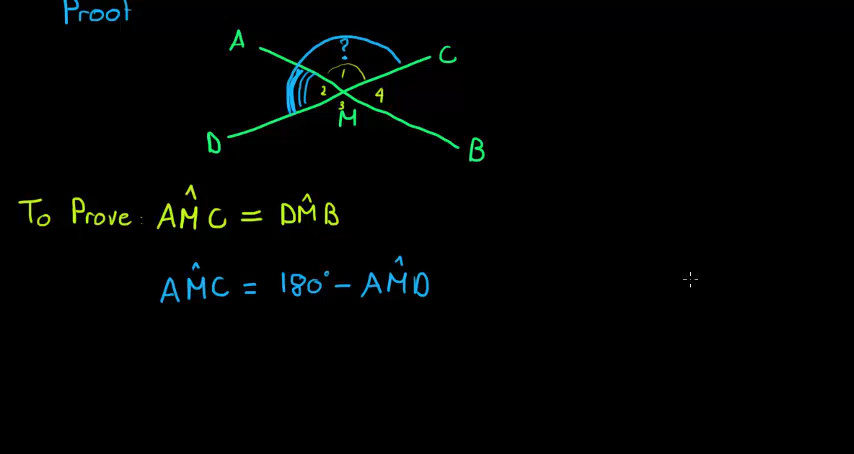 Proof
A
?
C
1
2
4
3
M
D
B
To Prove: AM̂C = DM̂B
AM̂C = 180° - AM̂D